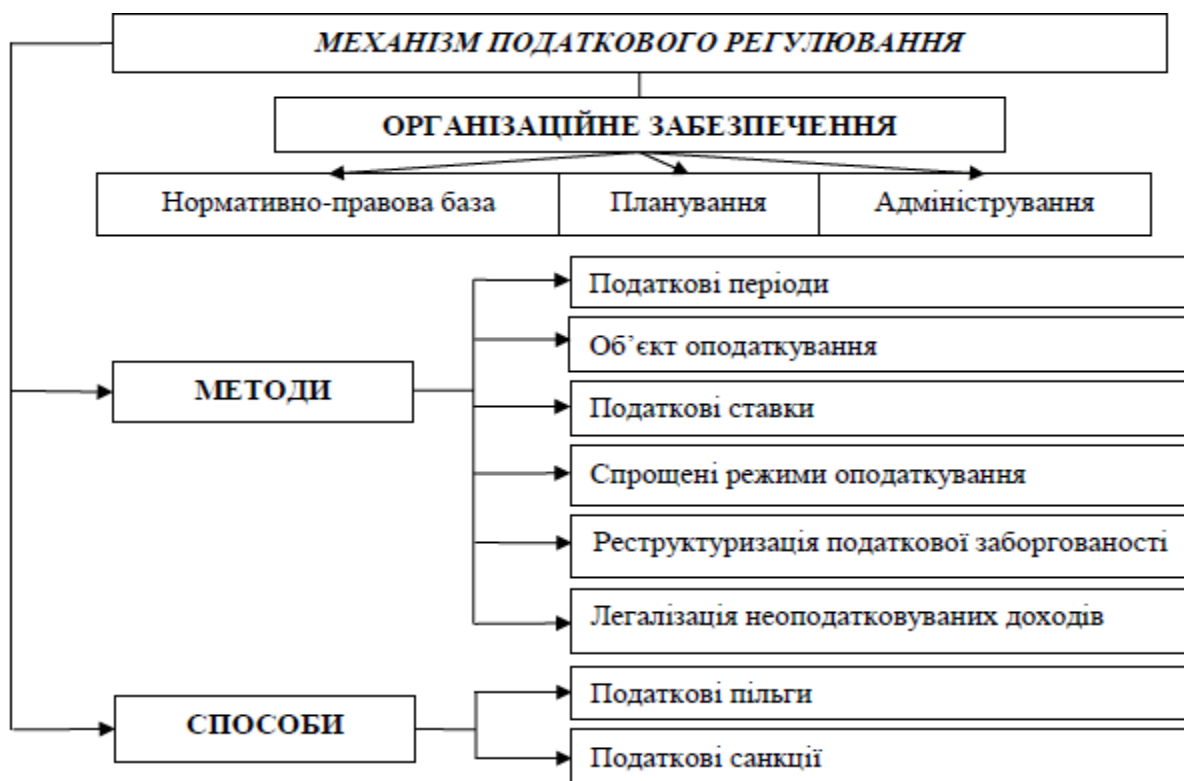 МЕХАНІЗМ ПОДАТКОВОГО РЕГУЛЮВАННЯ
ОРГАНІЗАЦІЙНЕ ЗАБЕЗПЕЧЕННЯ
Нормативно-правова база
Планування
Адміністрування
Податкові періоди
Об’єкт оподаткування
МЕТОДИ
Податкові ставки
Спрощені режими оподаткування
Реструктуризація податкової заборгованості
Легалізація неоподатковуваних доходів
СПОСОБИ
Податкові пільги
Податкові санкції